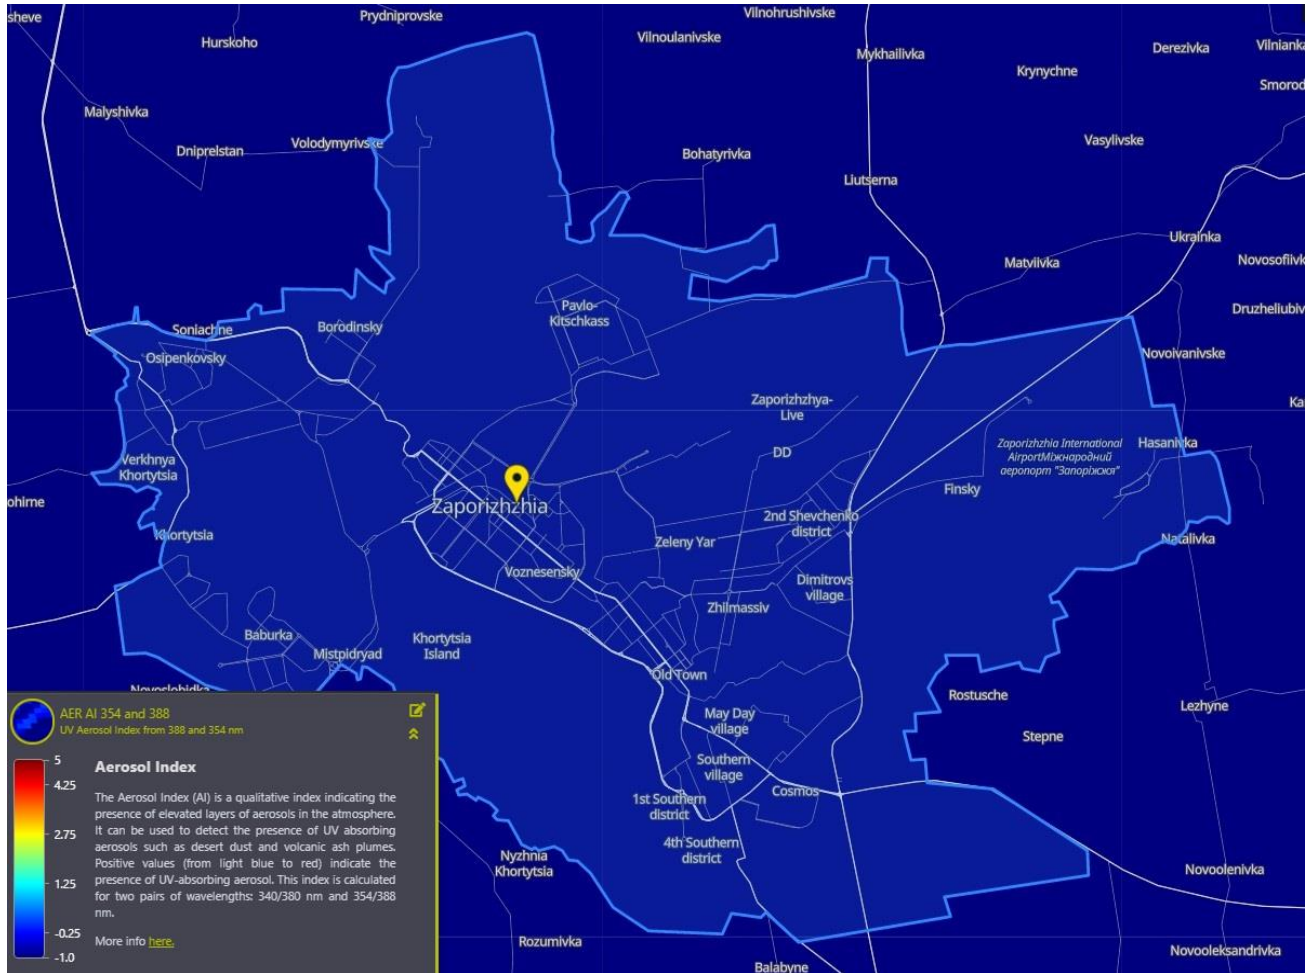 sheve
Prydniprovske
Vilnohrushivske
Hurskoho
Vilnoulanivske
Mykhailivka
Derezivka
Vilnianka
Krynychne
Smorod
Malyshivka
Dniprelstan
Volodymyrivske
Bohatyrivka
Vasylivske
Liutserna
Ukrainka
Matviivka
Novosofiivk
Pavlo-
Kitschkass
Druzheliubiv
Soniachne
Borodinsky
Osipenkovsky
Novoivanivske
Zaporizhzhya-
Live
Ka
Verkhnya
Khortytsia
DD
Zaporizhzhia International
AirportМіжнародний
аеропорт "Запоріжжя"
Hasanivka
ohirne
Zaporizhzhia
Finsky
2nd Shevchenko
district
Khortytsia
Zeleny Yar
Natalivka
Voznesensky
Dimitrovs
village
Zhilmassiv
Baburka
Khortytsia
Island
Mistpidryad
Old Town
Novoslobidka
Rostusche
Lezhyne
May Day
village
Stepne
Southern
village
1st Southern
district
Cosmos
4th Southern
district
Nyzhnia
Khortytsia
Novoolenivka
Rozumivka
Balabyne
Novooleksandrivka
AER AI 354 and 388
UV Aerosol Index from 388 and 354 nm
5
4.25
2.75
1.25
-0.25
-1.0
Aerosol Index
The Aerosol Index (AI) is a qualitative index indicating the
presence of elevated layers of aerosols in the atmosphere.
It can be used to detect the presence of UV absorbing
aerosols such as desert dust and volcanic ash plumes.
Positive values (from light blue to red) indicate the
presence of UV-absorbing aerosol. This index is calculated
for two pairs of wavelengths: 340/380 nm and 354/388
nm.
More info here.